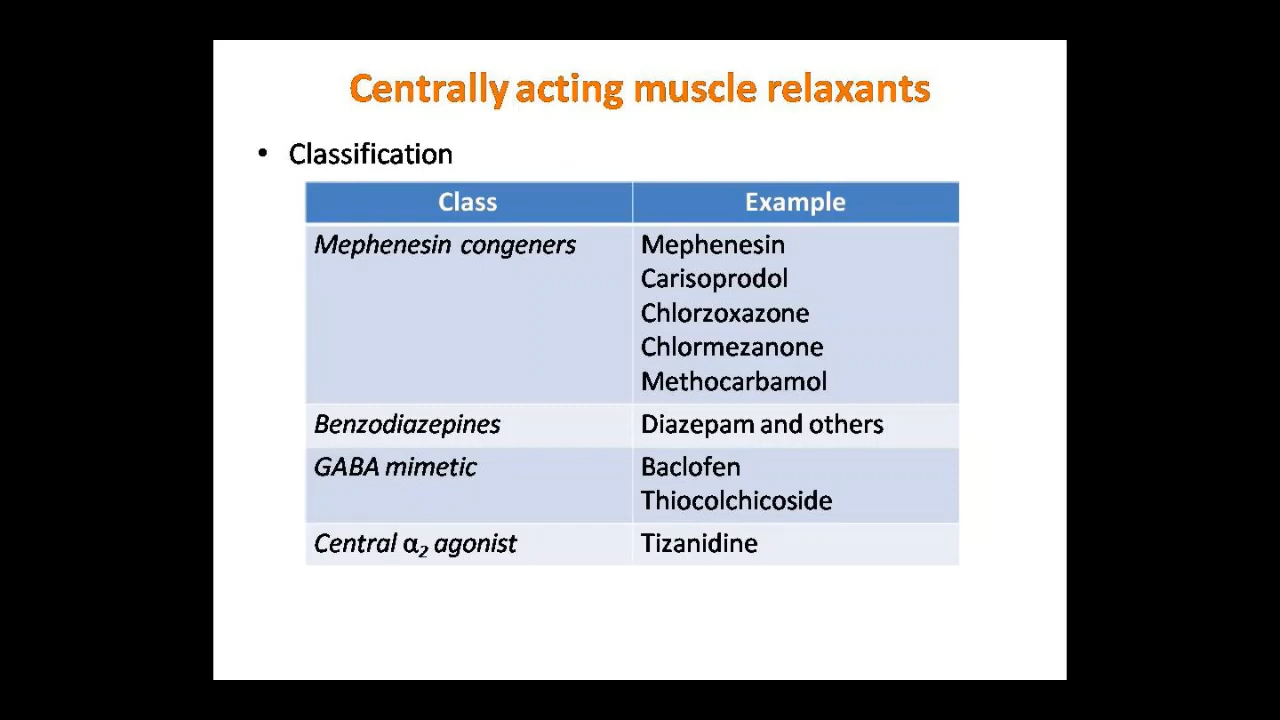 Centrally acting muscle relaxants
• Classification
Class Example
Mephenesin congeners Mephenesin
Carisoprodol
Chlorzoxazone
Chlormezanone
Methocarbamol
Benzodiazepines Diazepam and others
GABA mimetic Baclofen
Thiocolchicoside
Central α₂ agonist Tizanidine